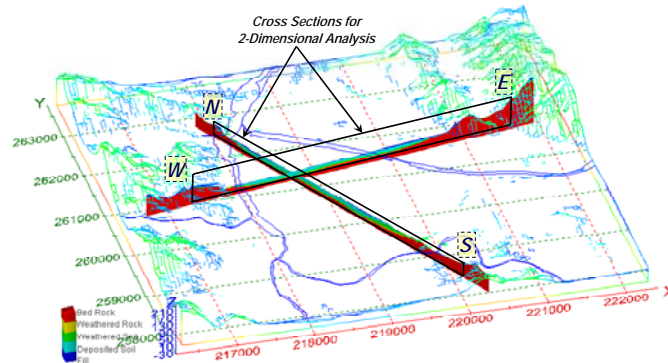 Cross Sections for
2-Dimensional Analysis
N
E
W
S
Y
263000
262000
261000
260000
259000
258000
Z
X
217000
218000
219000
220000
221000
222000
Bed Rock
Weathered Rock
Deposited Soil
Fill